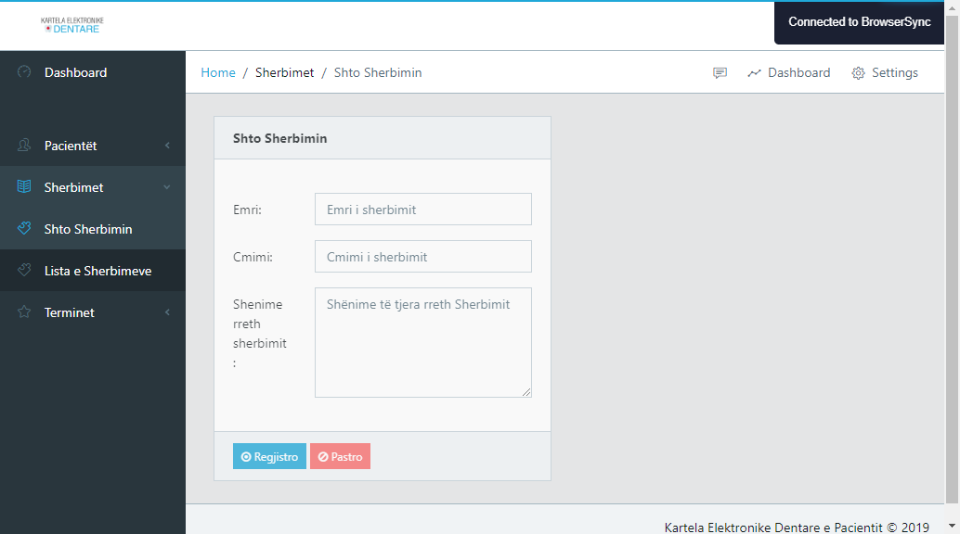 KARTELA ELEKTRONIKE
DENTARE
Connected to BrowserSync
Dashboard
Pacientët
Sherbimet
Shto Sherbimin
Lista e Sherbimeve
Terminet
Home / Sherbimet / Shto Sherbimin
Dashboard
Settings
Shto Sherbimin
Emri:
Emri i sherbimit
Cmimi:
Cmimi i sherbimit
Shenime
rreth
sherbimit
:
Shënime të tjera rreth Sherbimit
Regjistro
Pastro
Kartela Elektronike Dentare e Pacientit © 2019